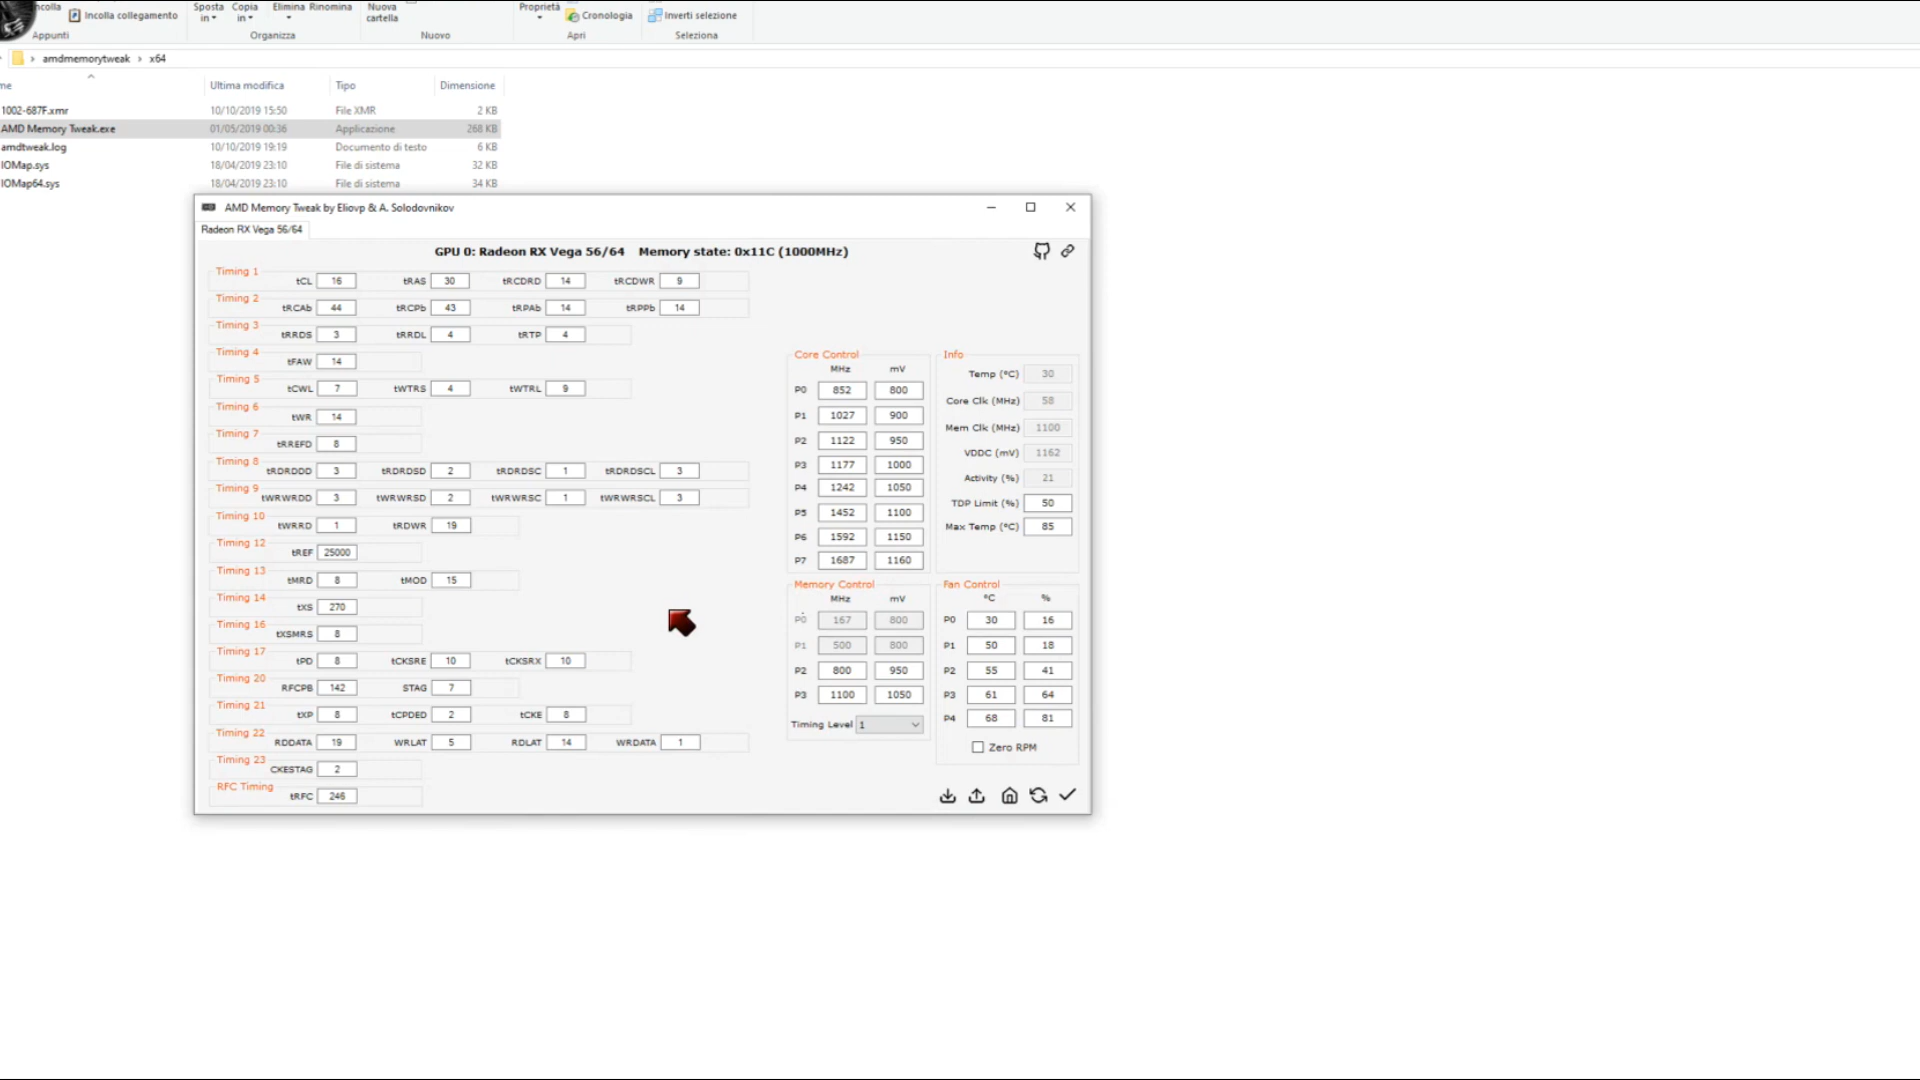 ncolla
Incolla collegamento
Sposta in
Copia in
Elimina
Rinomina
Nuova cartella
Proprietà
Cronologia
Inverti selezione
Appunti
Organizza
Nuovo
Apri
Seleziona
amdmemorytweak › x64
me Ultima modifica Tipo Dimensione
1002-687F.xmr 10/10/2019 15:50 File XMR 2 KB
AMD Memory Tweak.exe 01/05/2019 00:36 Applicazione 268 KB
amdtweak.log 10/10/2019 19:19 Documento di testo 6 KB
IOMap.sys 18/04/2019 23:10 File di sistema 32 KB
IOMap64.sys 18/04/2019 23:10 File di sistema 34 KB
AMD Memory Tweak by Eliovp & A. Solodovnikov
Radeon RX Vega 56/64
GPU 0: Radeon RX Vega 56/64 Memory state: 0x11C (1000MHz)
Timing 1
tCL 16 tRAS 30 tRCDRD 14 tRCDWR 9
Timing 2
tRCAb 44 tRCPb 43 tRPAb 14 tRPPb 14
Timing 3
tRRDS 3 tRRDL 4 tRTP 4
Timing 4
tFAW 14
Timing 5
tCWL 7 tWTRS 4 tWTRL 9
Timing 6
tWR 14
Timing 7
tRREFD 8
Timing 8
tRDRDDD 3 tRDRDSD 2 tRDRDSC 1 tRDRDSCL 3
Timing 9
tWRWRDD 3 tWRWRSD 2 tWRWRSC 1 tWRWRSCL 3
Timing 10
tWRRD 1 tRDWR 19
Timing 12
tREF 25000
Timing 13
tMRD 8 tMOD 15
Timing 14
tXS 270
Timing 16
tXSMRS 8
Timing 17
tPD 8 tCKSRE 10 tCKSRX 10
Timing 20
RFCPB 142 STAG 7
Timing 21
tXP 8 tCPDED 2 tCKE 8
Timing 22
RDDATA 19 WRLAT 5 RDLAT 14 WRDATA 1
Timing 23
CKESTAG 2
RFC Timing
tRFC 246
Core Control
MHz mV
P0 852 800
P1 1027 900
P2 1122 950
P3 1177 1000
P4 1242 1050
P5 1452 1100
P6 1592 1150
P7 1687 1160
Info
Temp (°C) 30
Core Clk (MHz) 58
Mem Clk (MHz) 1100
VDDC (mV) 1162
Activity (%) 21
TDP Limit (%) 50
Max Temp (°C) 85
Memory Control
MHz mV
P0 167 800
P1 500 800
P2 800 950
P3 1100 1050
Timing Level 1
Fan Control
°C %
P0 30 16
P1 50 18
P2 55 41
P3 61 64
P4 68 81
Zero RPM